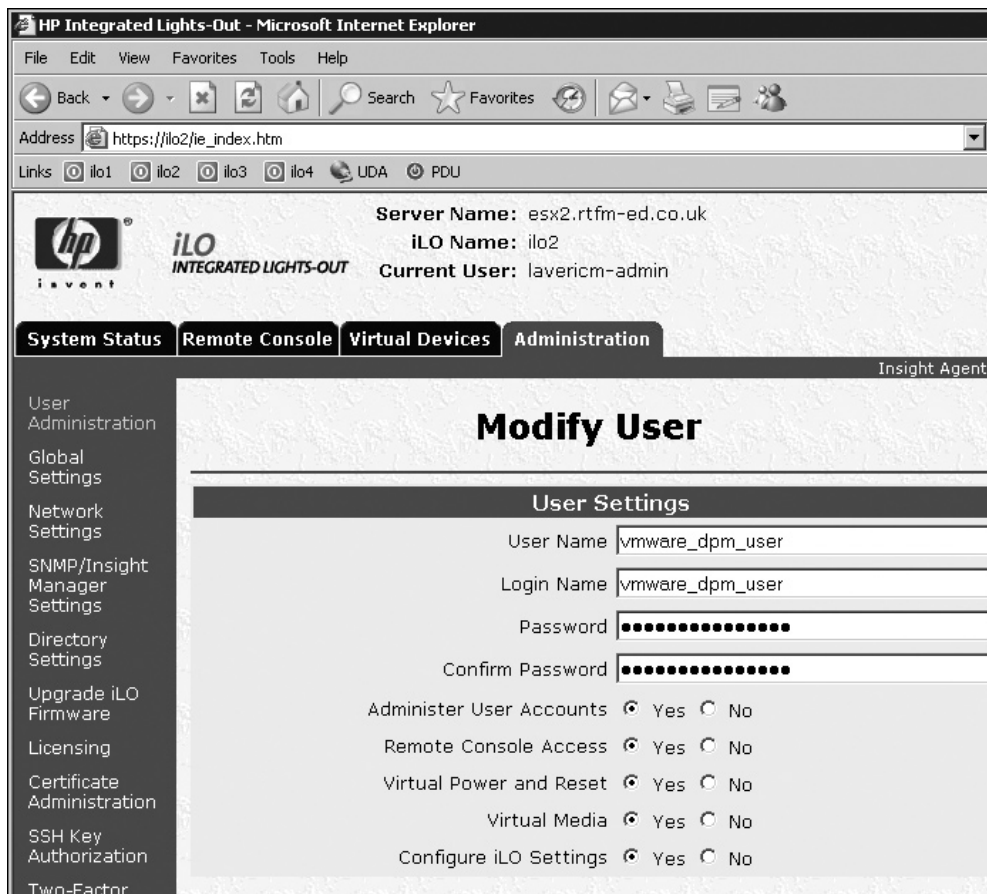 HP Integrated Lights-Out - Microsoft Internet Explorer
File Edit View Favorites Tools Help
Back Search Favorites
Address https://ilo2/ie_index.htm
Links ilo1 ilo2 ilo3 ilo4 UDA PDU
hp ®
invent
iLO
INTEGRATED LIGHTS-OUT
Server Name: esx2.rtfm-ed.co.uk
iLO Name: ilo2
Current User: lavericm-admin
System Status Remote Console Virtual Devices Administration
Insight Agent
User
Administration
Global
Settings
Network
Settings
SNMP/Insight
Manager
Settings
Directory
Settings
Upgrade iLO
Firmware
Licensing
Certificate
Administration
SSH Key
Authorization
Two-Factor
Modify User
User Settings
User Name vmware_dpm_user
Login Name vmware_dpm_user
Password •••••••••••••••
Confirm Password •••••••••••••••
Administer User Accounts Yes No
Remote Console Access Yes No
Virtual Power and Reset Yes No
Virtual Media Yes No
Configure iLO Settings Yes No